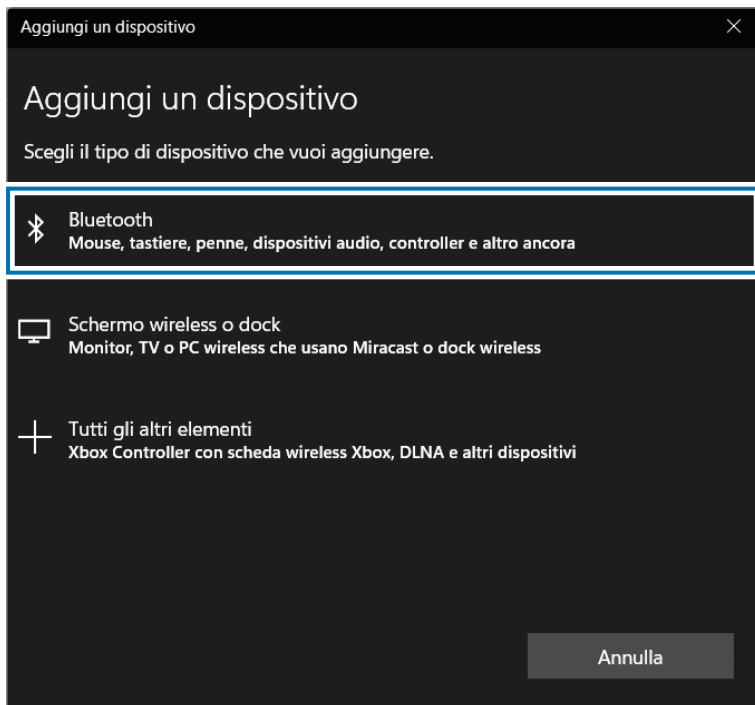 Aggiungi un dispositivo
Aggiungi un dispositivo
Scegli il tipo di dispositivo che vuoi aggiungere.
Bluetooth
Mouse, tastiere, penne, dispositivi audio, controller e altro ancora
Schermo wireless o dock
Monitor, TV o PC wireless che usano Miracast o dock wireless
Tutti gli altri elementi
Xbox Controller con scheda wireless Xbox, DLNA e altri dispositivi
Annulla